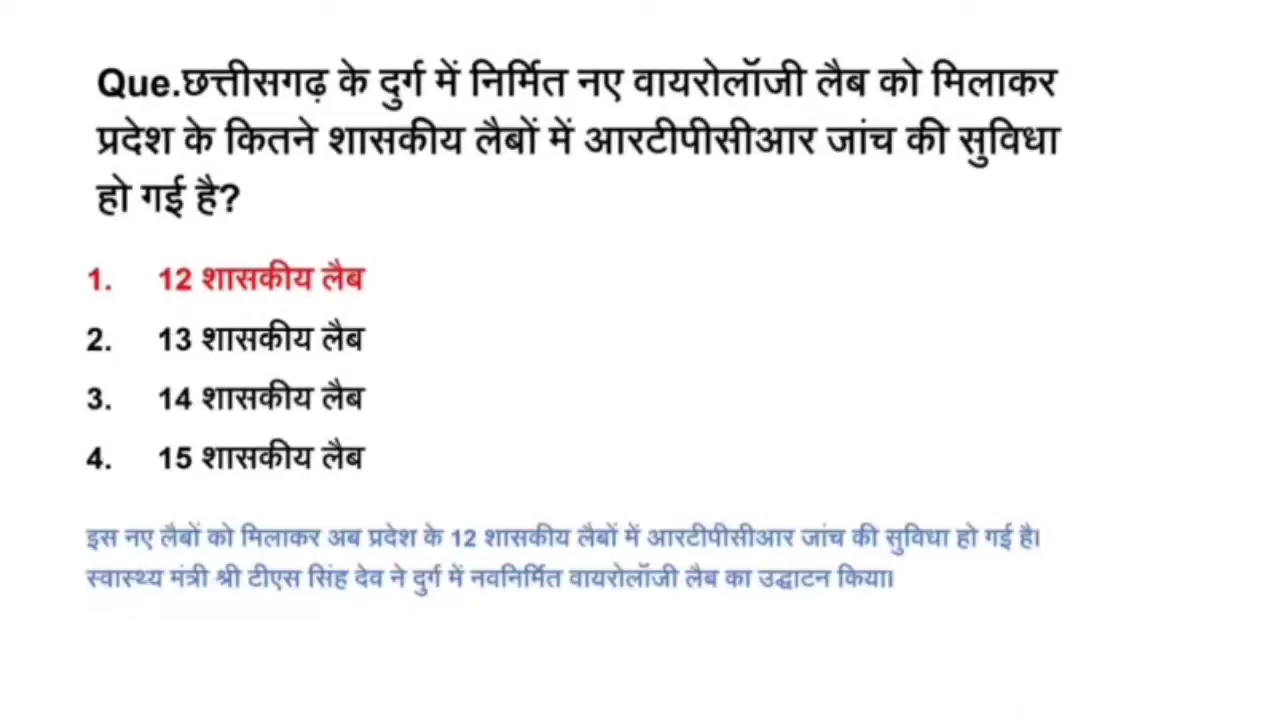 Que.छत्तीसगढ़ के दुर्ग में निर्मित नए वायरोलॉजी लैब को मिलाकर
प्रदेश के कितने शासकीय लैबों में आरटीपीसीआर जांच की सुविधा
हो गई है?
1. 12 शासकीय लैब
2. 13 शासकीय लैब
3. 14 शासकीय लैब
4. 15 शासकीय लैब
इस नए लैबों को मिलाकर अब प्रदेश के 12 शासकीय लैबों में आरटीपीसीआर जांच की सुविधा हो गई है।
स्वास्थ्य मंत्री श्री टीएस सिंह देव ने दुर्ग में नवनिर्मित वायरोलॉजी लैब का उद्घाटन किया।